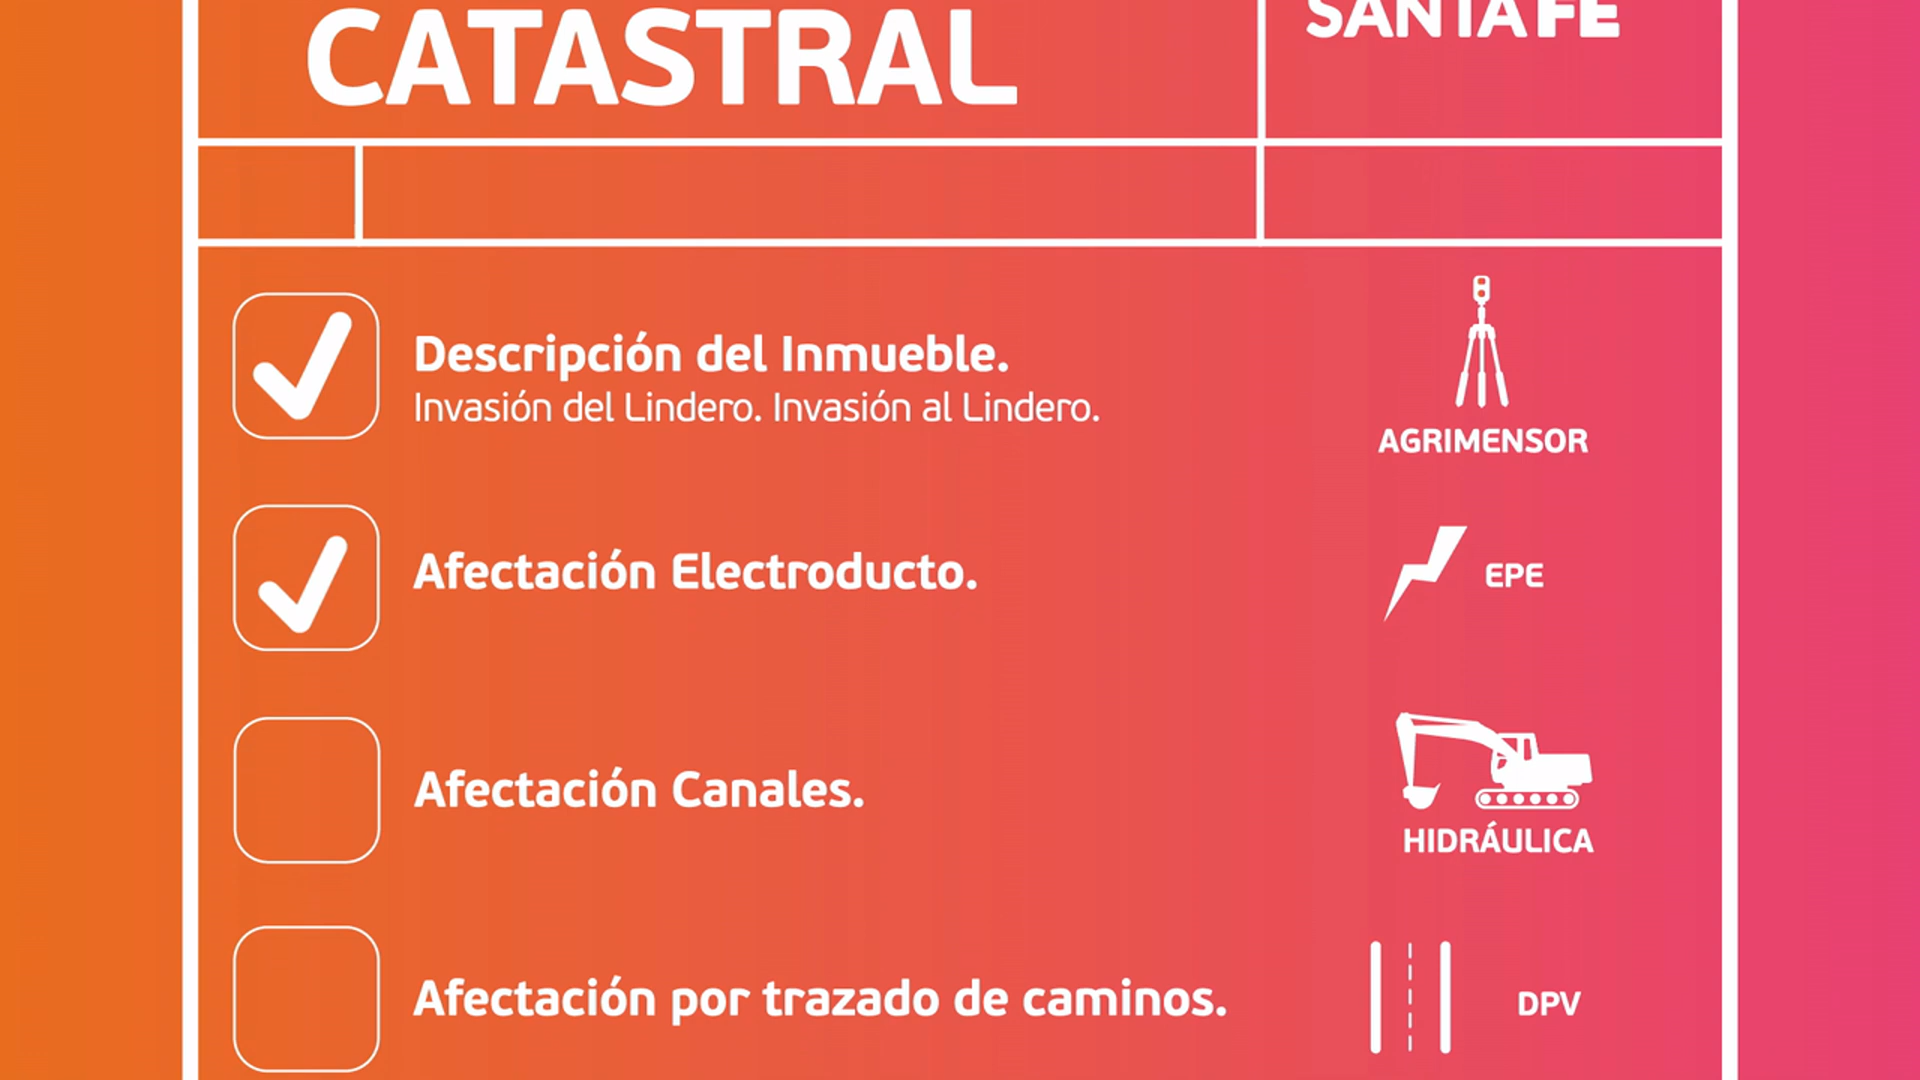 CATASTRAL
SANTA FE
Descripción del Inmueble.
Invasión del Lindero. Invasión al Lindero.
AGRIMENSOR
Afectación Electroducto.
EPE
Afectación Canales.
HIDRÁULICA
Afectación por trazado de caminos.
DPV